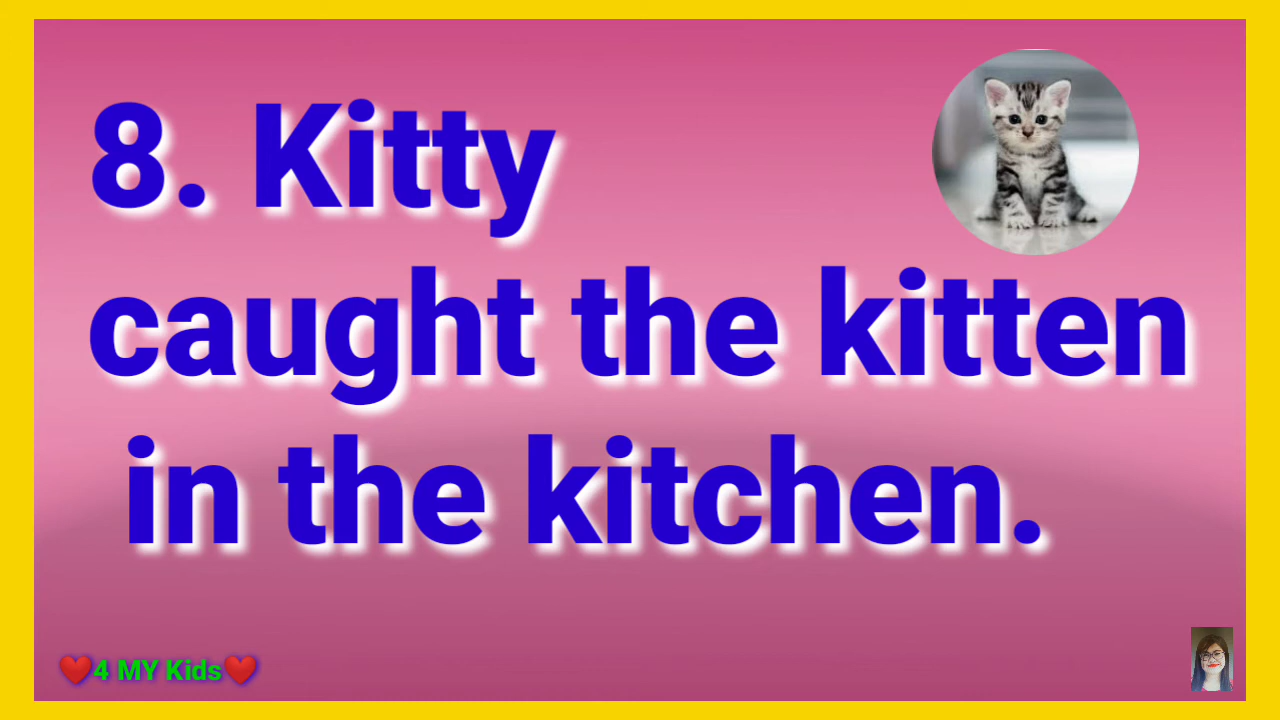 8. Kitty
caught the kitten
in the kitchen.
❤️4 MY Kids❤️